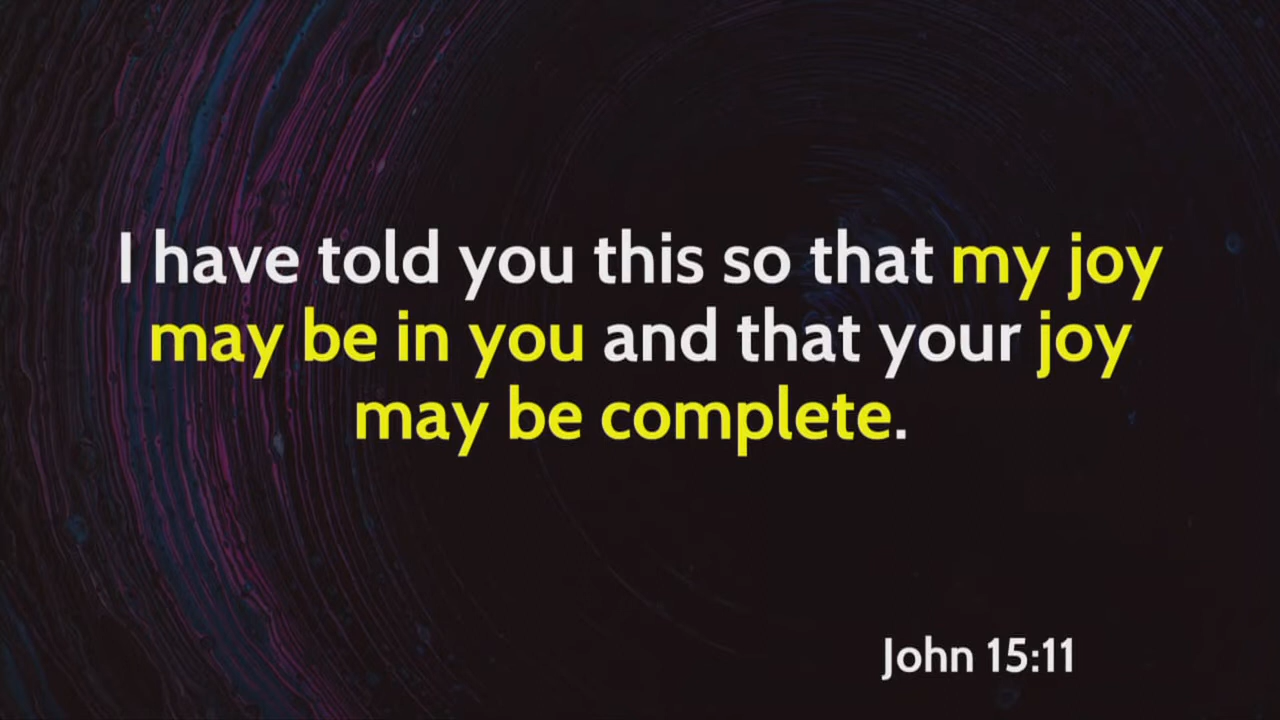 I have told you this so that my joy
may be in you and that your joy
may be complete.
John 15:11